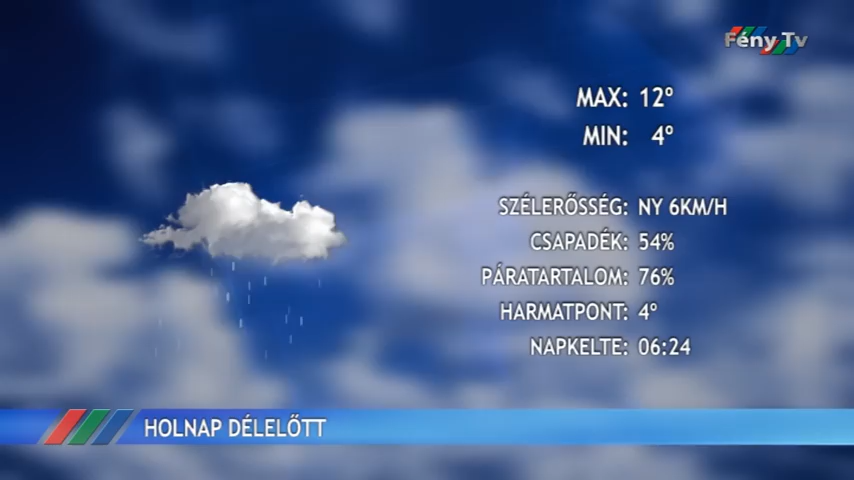 Fény Tv
MAX: 12°
MIN: 4°
SZÉLERŐSSÉG: NY 6KM/H
CSAPADÉK: 54%
PÁRATARTALOM: 76%
HARMATPONT: 4°
NAPKELTE: 06:24
HOLNAP DÉLELŐTT